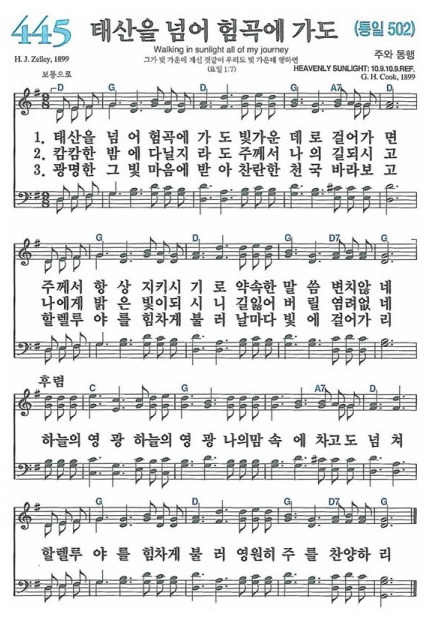 445 태산을 넘어 험곡에 가도 (통일 502)
Walking in sunlight all of my journey
주와 동행
H. J. Zelley, 1899
그가 빛 가운데 계신 것같이 우리도 빛 가운데 행하면
HEAVENLY SUNLIGHT: 10.9.10.9.REF.
보통으로
(요일 1:7)
G. H. Cook, 1899
D G D G A7 D
1. 태산을 넘 어 험곡에 가 도 빛가운 데 로 걸어가 면
2. 캄캄한 밤 에 다닐지 라 도 주께서 나 의 길되시 고
3. 광명한 그 빛 마음에 받 아 찬란한 천 국 바라보 고
G D G D7 G
주께서 항 상 지키시 기 로 약속한 말 씀 변치않 네
나에게 밝 은 빛이되 시 니 길잃어 버 릴 염려없 네
할렐루 야 를 힘차게 불 러 날마다 빛 에 걸어가 리
후렴
C G G A7 D
하늘의 영 광 하늘의 영 광 나의맘 속 에 차고도 넘 쳐
G D G D7 G
할렐루 야 를 힘차게 불 러 영원히 주 를 찬양하 리